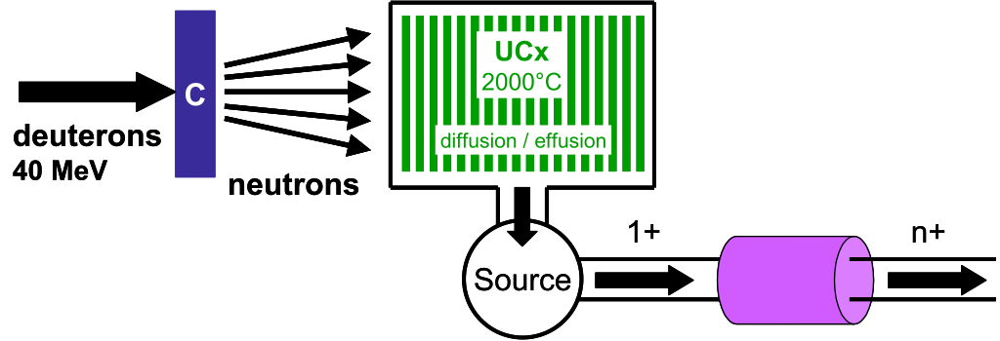 deuterons
40 MeV
C
neutrons
UCx
2000°C
diffusion / effusion
Source
1+
n+